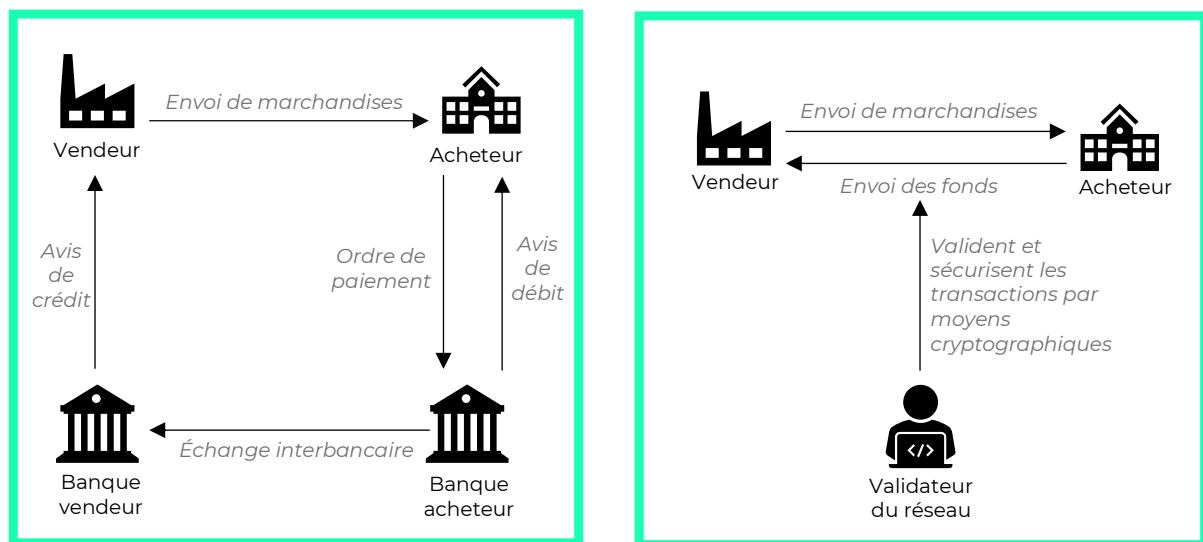 Envoi de marchandises
Vendeur
Acheteur
Avis
de
crédit
Ordre de
paiement
Avis
de
débit
Échange interbancaire
Banque
vendeur
Banque
acheteur
Envoi de marchandises
Vendeur
Envoi des fonds
Acheteur
Valident et
sécurisent les
transactions par
moyens
cryptographiques
</>
Validateur
du réseau